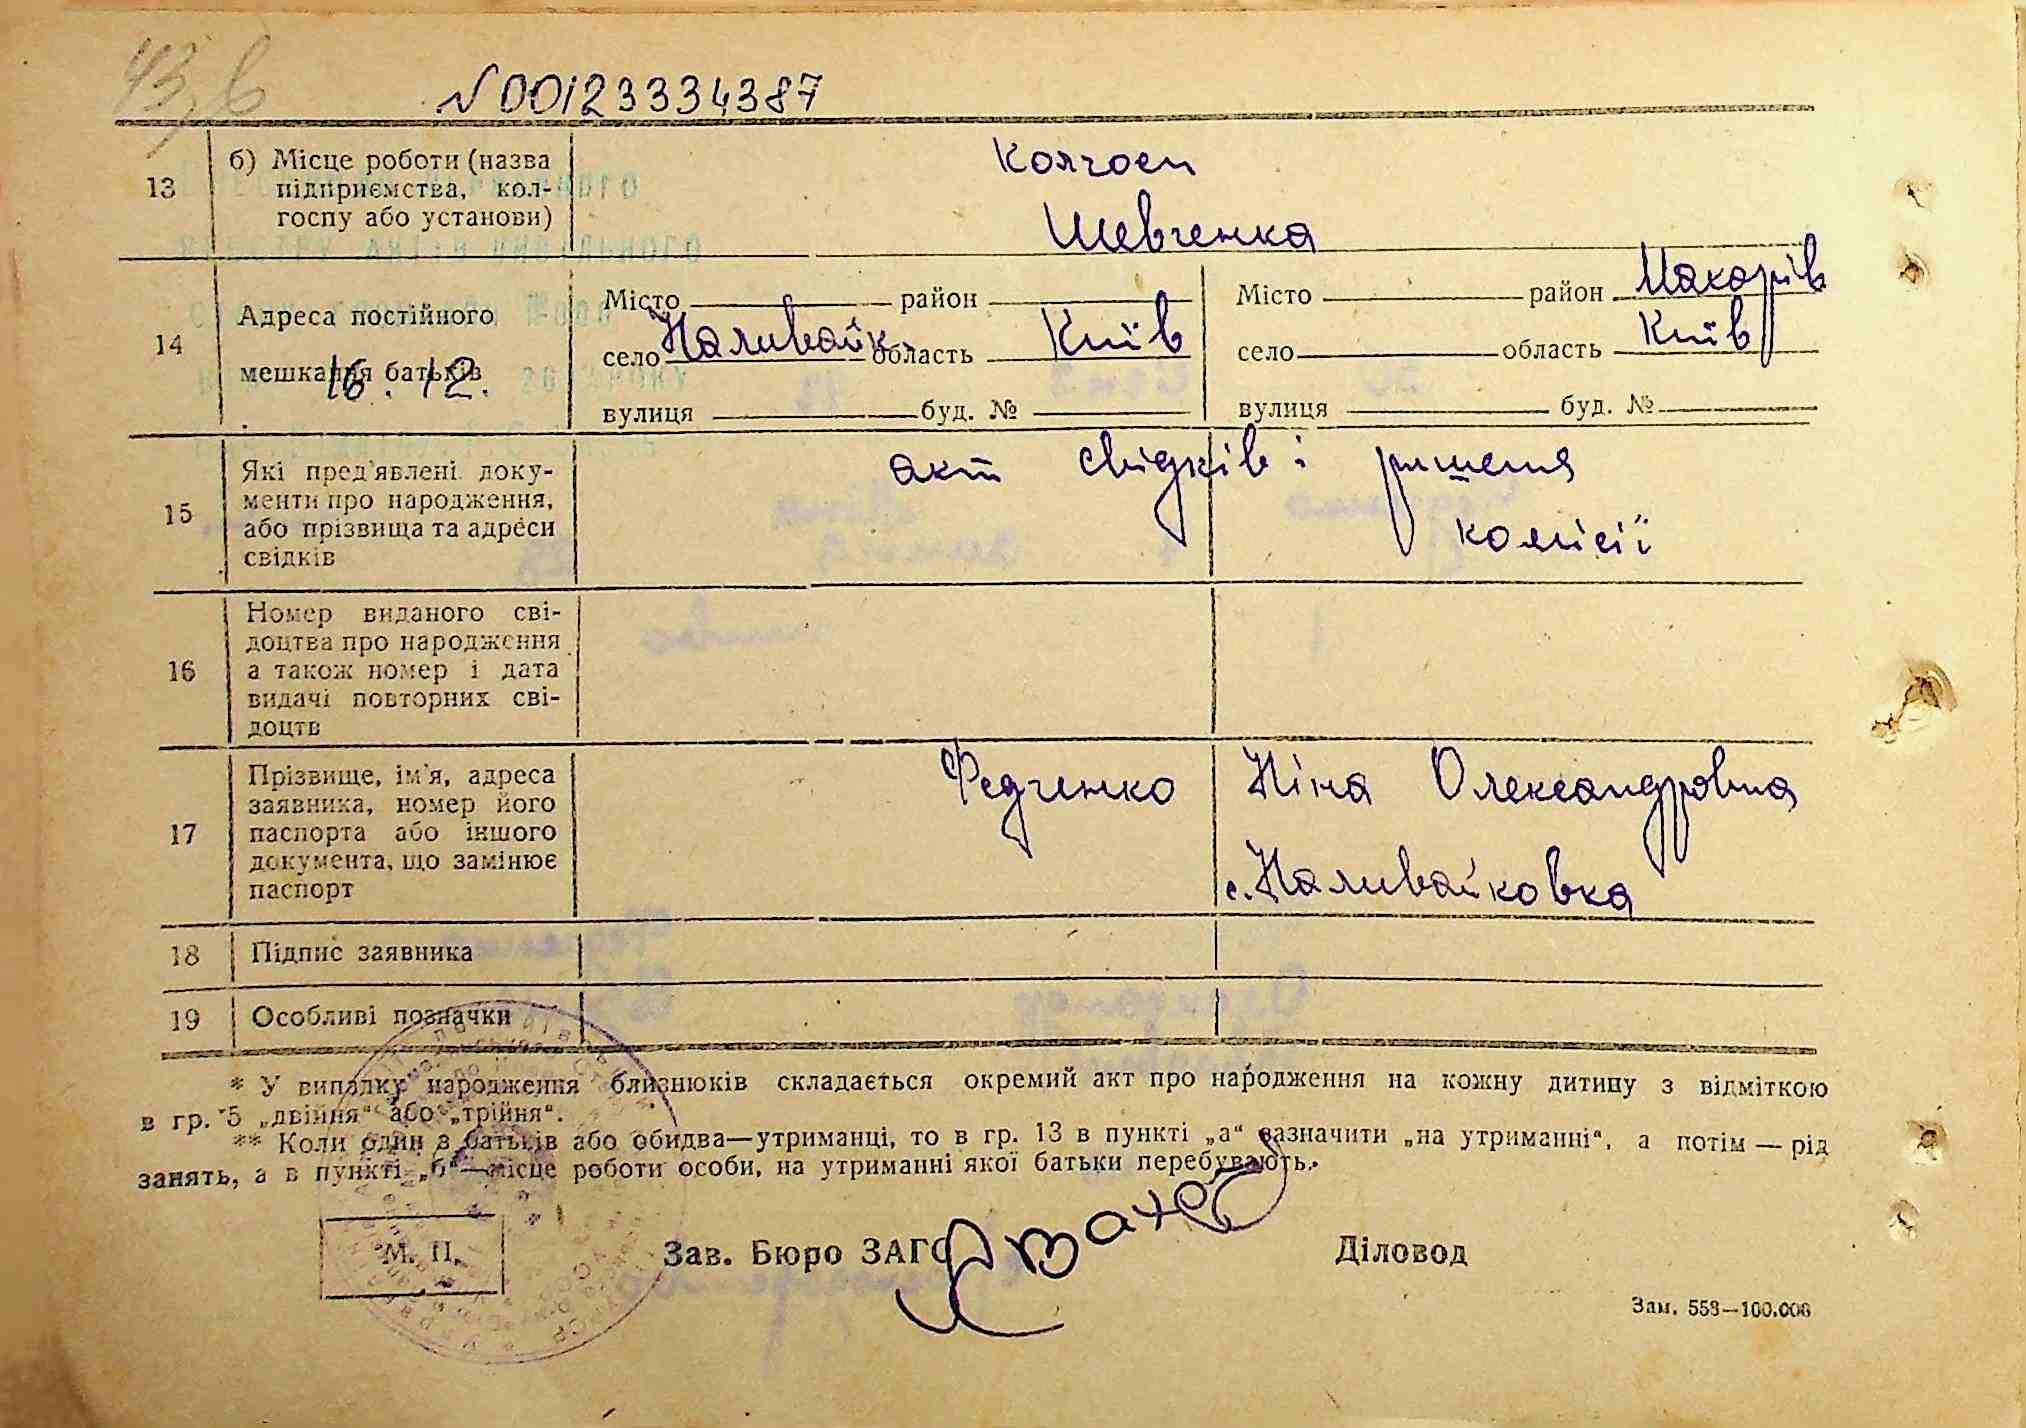 43, б
N 00123334387
13
б) Місце роботи (назва
підприємства, кол-
госпу або установи)
Колгосп
Шевченка
14
Адреса постійного
мешкання батьків
16. 12.
Місто район
село Наливайк. область Київ
вулиця буд. №
Місто район Макарів
село область Київ
вулиця буд. №
15
Які пред'явлені доку-
менти про народження,
або прізвища та адреси
свідків
акт свідків і рішення
комісії
16
Номер виданого сві-
доцтва про народження
а також номер і дата
видачі повторних сві-
доцтв
17
Прізвище, ім'я, адреса
заявника, номер його
паспорта або іншого
документа, що замінює
паспорт
Федченко Ніна Олександровна
с. Наливайковка
18
Підпис заявника
19
Особливі позначки
* У випадку народження близнюків складається окремий акт про народження на кожну дитину з відміткою
в гр. 5 „двійня“ або „трійня“.
** Коли один з батьків або обидва—утриманці, то в гр. 13 в пункті „а“ зазначити „на утриманні“, а потім — рід
занять, а в пункті „б“—місце роботи особи, на утриманні якої батьки перебувають.
М. П.
Зав. Бюро ЗАГС
Діловод
Зам. 553—100.000